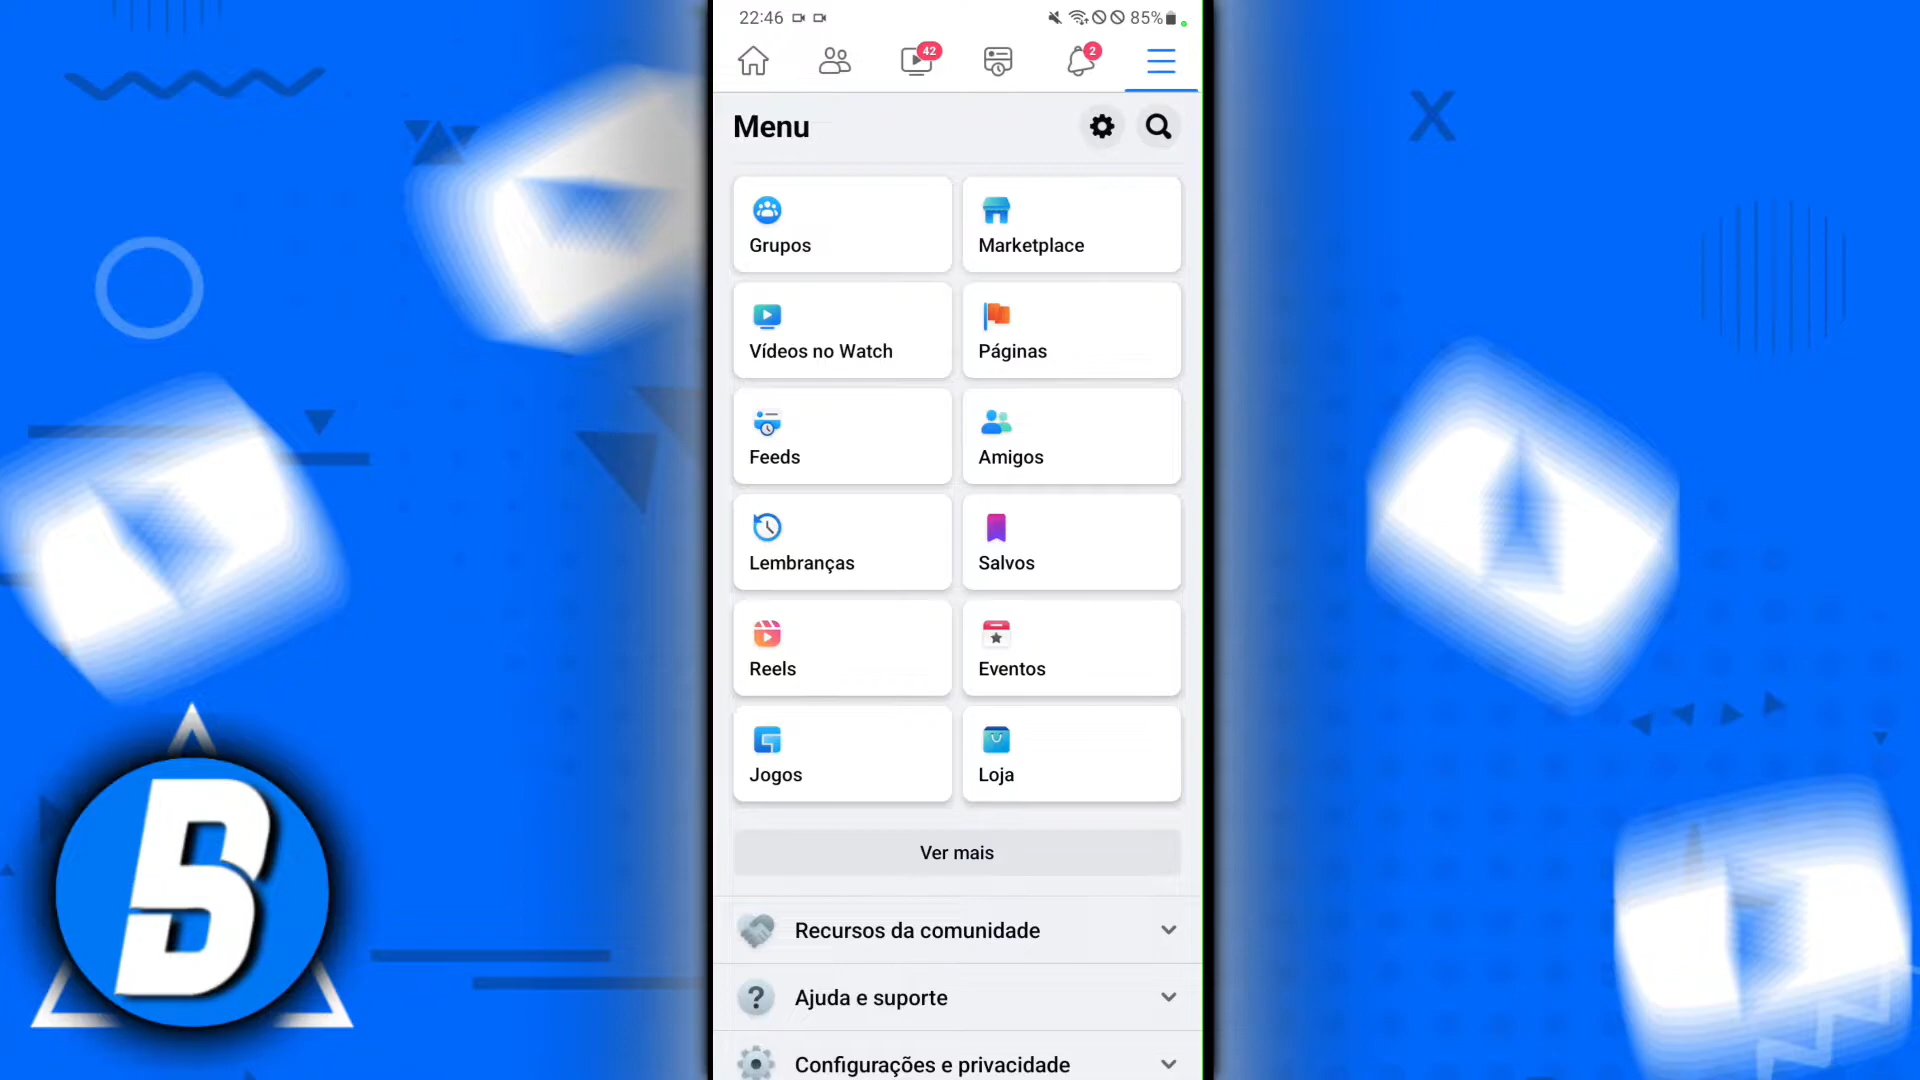 22:46
85%
42
2
Menu
Grupos
Marketplace
Vídeos no Watch
Páginas
Feeds
Amigos
Lembranças
Salvos
Reels
Eventos
Jogos
Loja
Ver mais
Recursos da comunidade
Ajuda e suporte
Configurações e privacidade
B